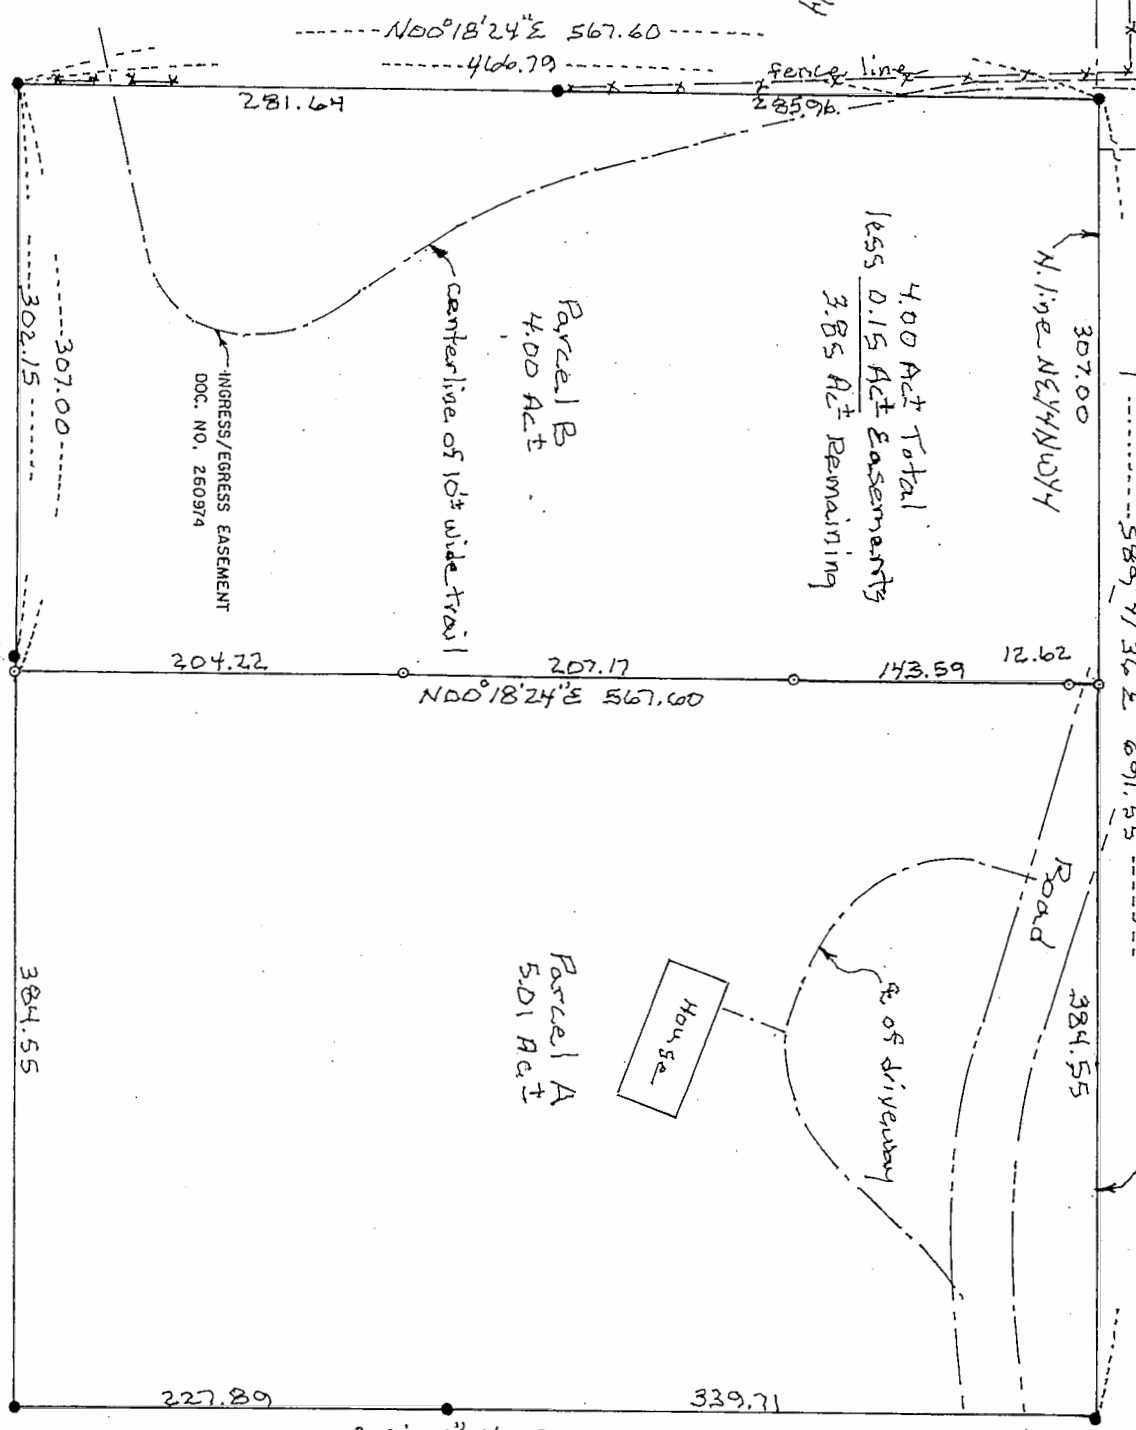 N00°18'24"E 567.60
466.79
fence line
281.64
285.96
307.00
N. line NE1/4NW1/4
4.00 Ac± Total
less 0.15 Ac± Easements
3.85 Ac± Remaining
Parcel B
4.00 Ac±
centerline of 10'± wide trail
INGRESS/EGRESS EASEMENT
DOC. NO. 260974
307.00
302.15
204.22
207.17
143.59
12.62
N00°18'24"E 567.60
691.55
Road
384.55
℄ of driveway
House
Parcel A
5.01 Ac.±
384.55
227.89
339.71